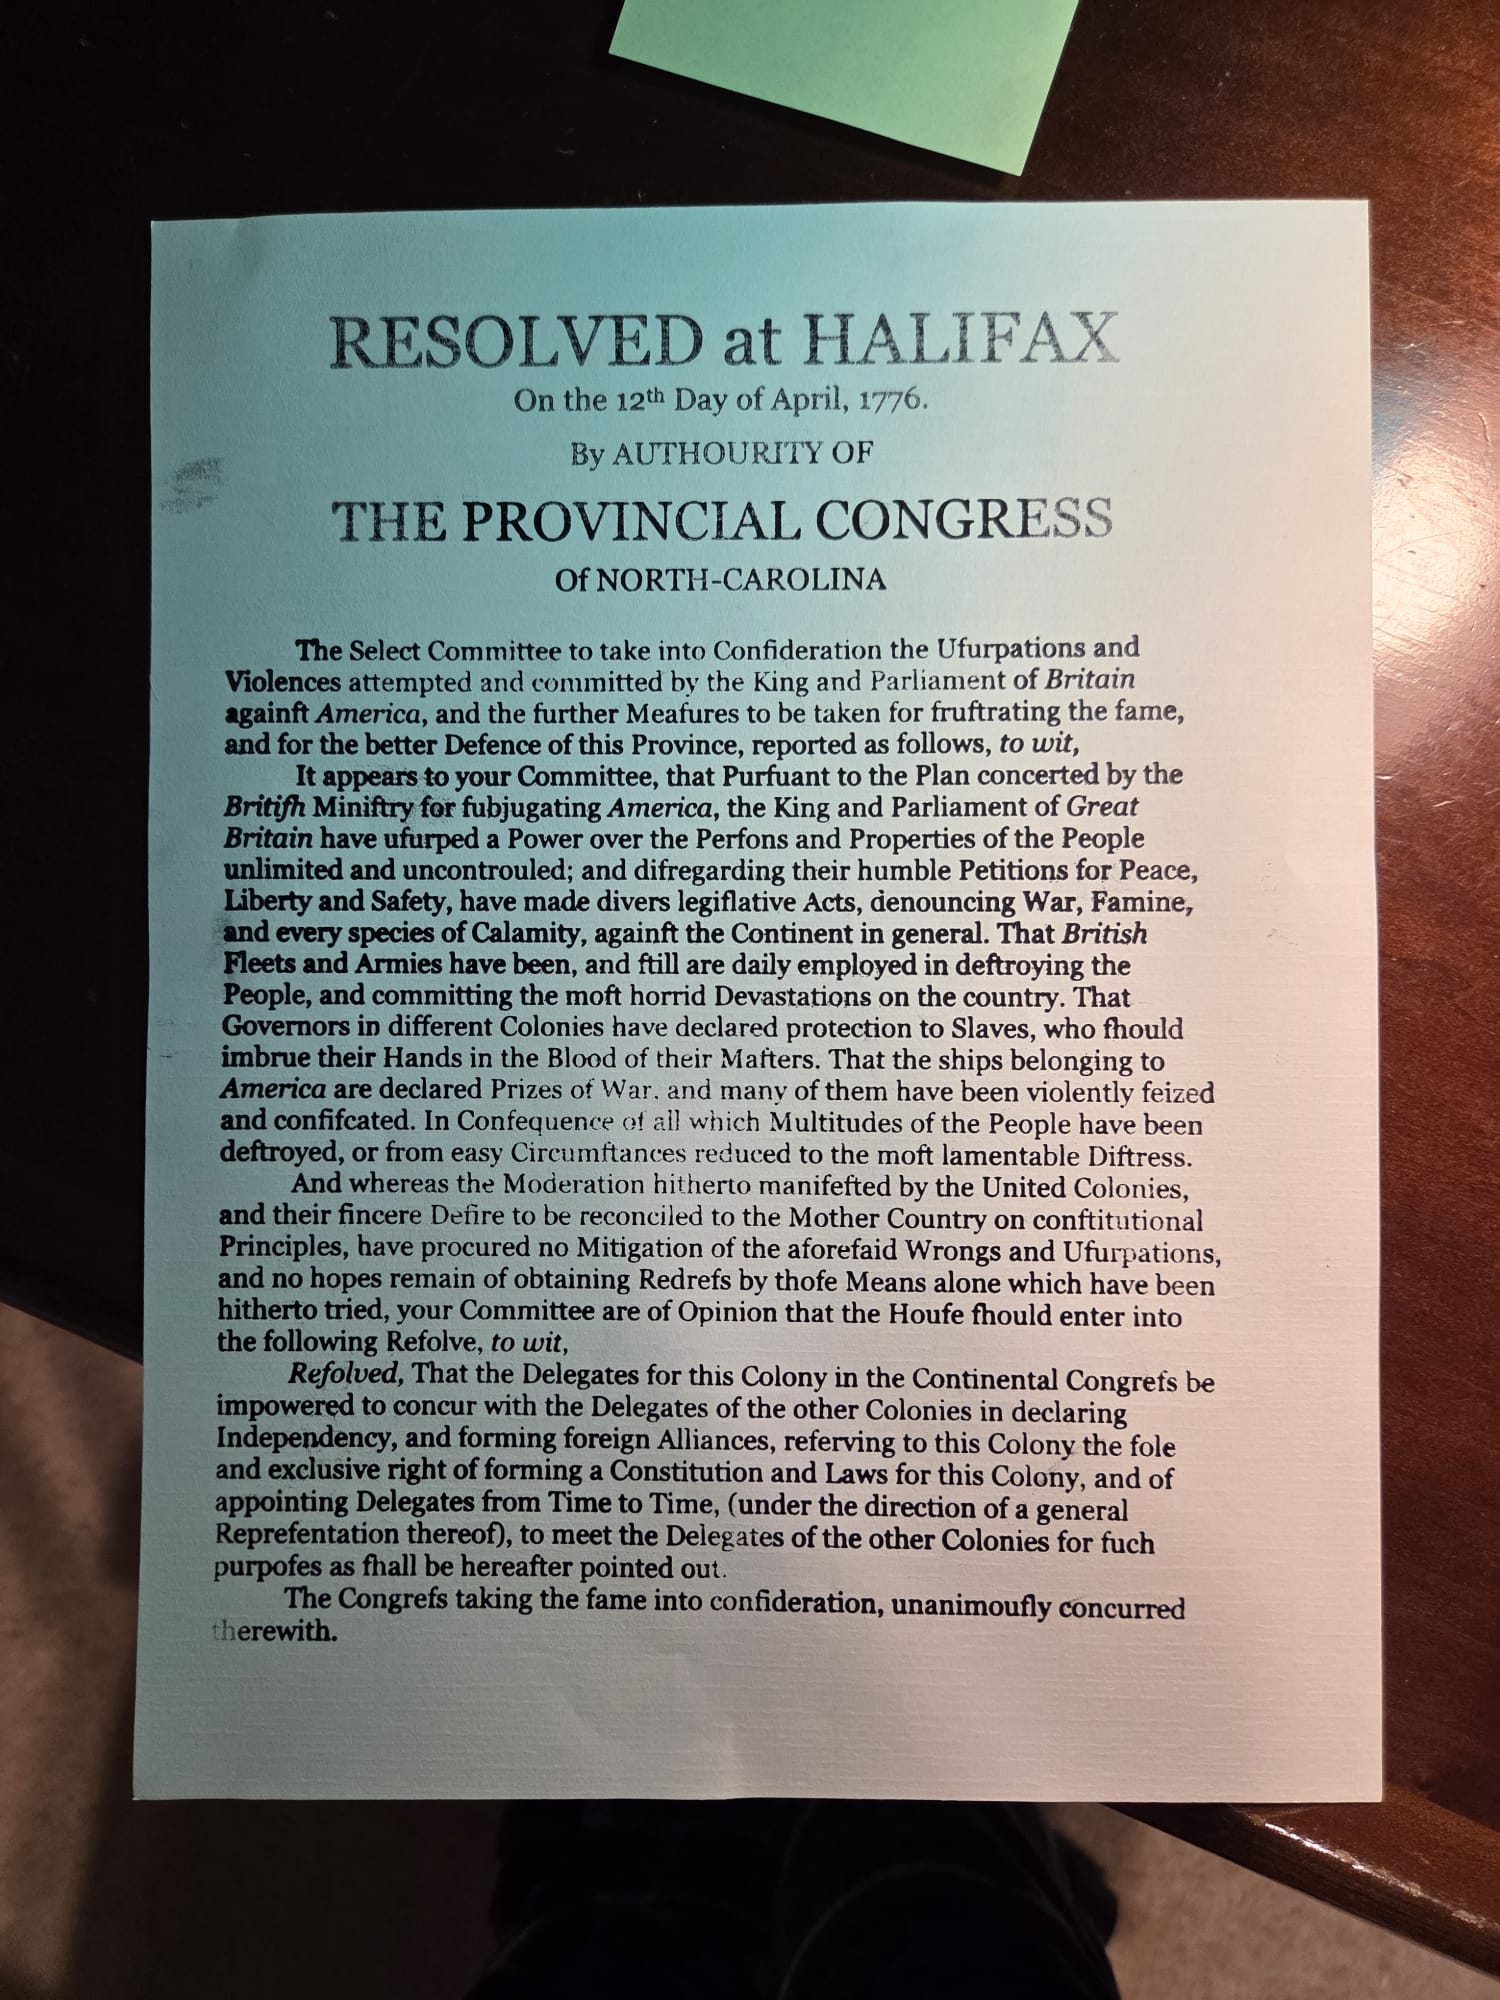 RESOLVED at HALIFAX
On the 12th Day of April, 1776.
By AUTHOURITY OF
THE PROVINCIAL CONGRESS
Of NORTH-CAROLINA
The Select Committee to take into Confideration the Ufurpations and
Violences attempted and committed by the King and Parliament of Britain
againft America, and the further Meafures to be taken for fruftrating the fame,
and for the better Defence of this Province, reported as follows, to wit,
It appears to your Committee, that Purfuant to the Plan concerted by the
Britifh Miniftry for fubjugating America, the King and Parliament of Great
Britain have ufurped a Power over the Perfons and Properties of the People
unlimited and uncontrouled; and difregarding their humble Petitions for Peace,
Liberty and Safety, have made divers legiflative Acts, denouncing War, Famine,
and every species of Calamity, againft the Continent in general. That British
Fleets and Armies have been, and ftill are daily employed in deftroying the
People, and committing the moft horrid Devastations on the country. That
Governors in different Colonies have declared protection to Slaves, who fhould
imbrue their Hands in the Blood of their Mafters. That the ships belonging to
America are declared Prizes of War, and many of them have been violently feized
and confifcated. In Confequence of all which Multitudes of the People have been
deftroyed, or from easy Circumftances reduced to the moft lamentable Diftress.
And whereas the Moderation hitherto manifefted by the United Colonies,
and their fincere Defire to be reconciled to the Mother Country on conftitutional
Principles, have procured no Mitigation of the aforefaid Wrongs and Ufurpations,
and no hopes remain of obtaining Redrefs by thofe Means alone which have been
hitherto tried, your Committee are of Opinion that the Houfe fhould enter into
the following Refolve, to wit,
Refolved, That the Delegates for this Colony in the Continental Congrefs be
impowered to concur with the Delegates of the other Colonies in declaring
Independency, and forming foreign Alliances, referving to this Colony the fole
and exclusive right of forming a Constitution and Laws for this Colony, and of
appointing Delegates from Time to Time, (under the direction of a general
Reprefentation thereof), to meet the Delegates of the other Colonies for fuch
purpofes as fhall be hereafter pointed out.
The Congrefs taking the fame into confideration, unanimoufly concurred
therewith.